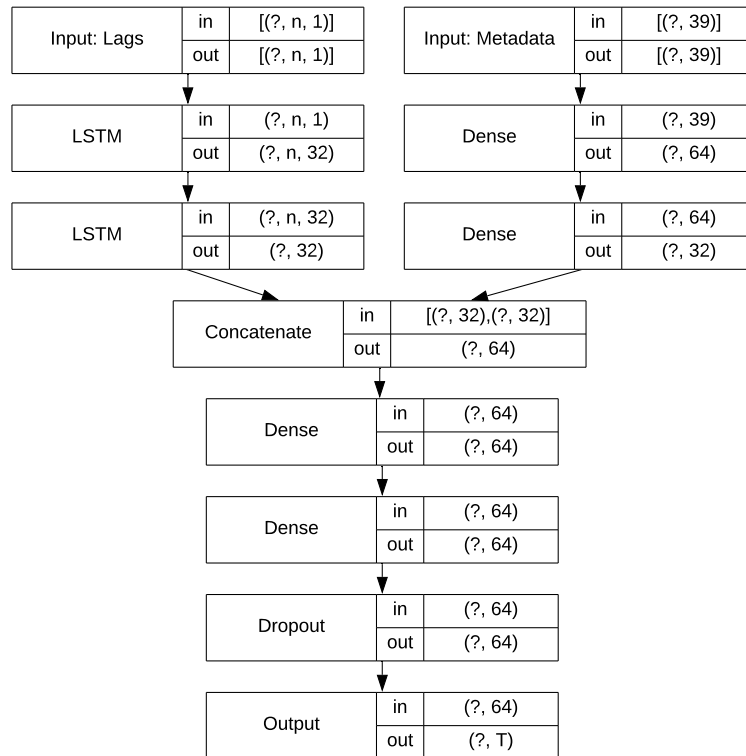 Input: Lags in [(?, n, 1)]
out [(?, n, 1)]
Input: Metadata in [(?, 39)]
out [(?, 39)]
LSTM in (?, n, 1)
out (?, n, 32)
Dense in (?, 39)
out (?, 64)
LSTM in (?, n, 32)
out (?, 32)
Dense in (?, 64)
out (?, 32)
Concatenate in [(?, 32),(?, 32)]
out (?, 64)
Dense in (?, 64)
out (?, 64)
Dense in (?, 64)
out (?, 64)
Dropout in (?, 64)
out (?, 64)
Output in (?, 64)
out (?, T)